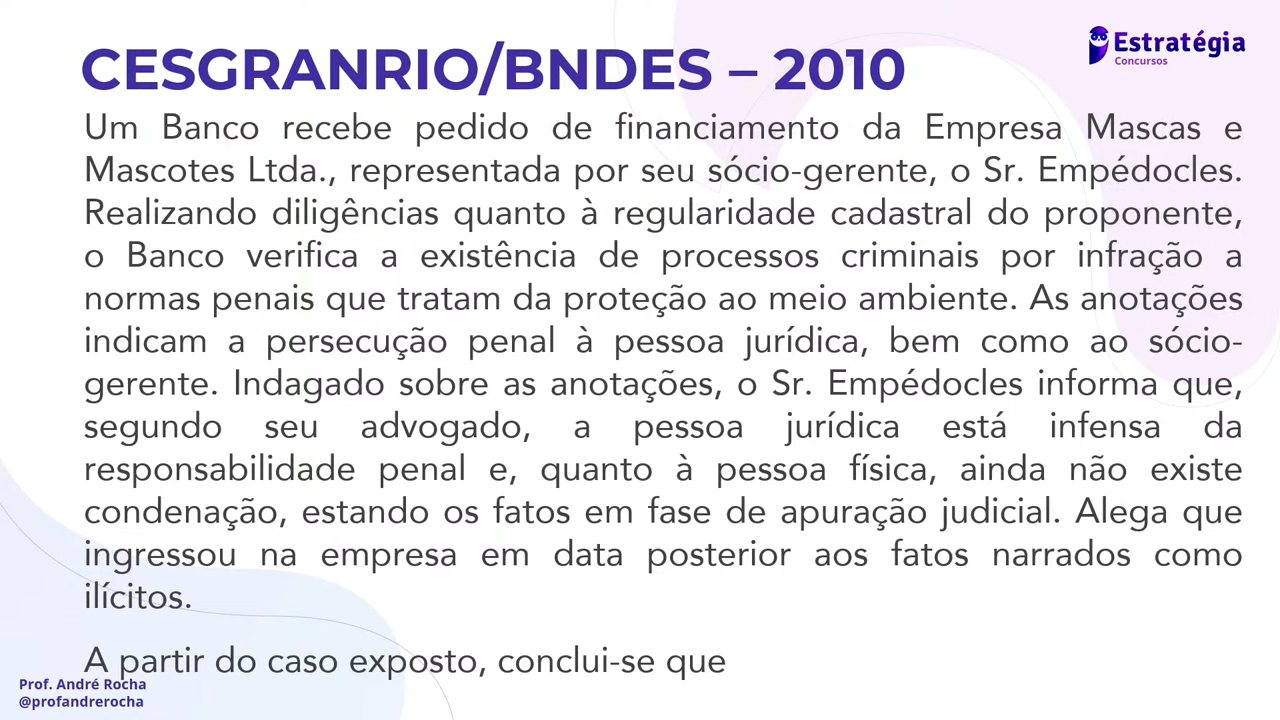 Estratégia
Concursos
CESGRANRIO/BNDES – 2010
Um Banco recebe pedido de financiamento da Empresa Mascas e
Mascotes Ltda., representada por seu sócio-gerente, o Sr. Empédocles.
Realizando diligências quanto à regularidade cadastral do proponente,
o Banco verifica a existência de processos criminais por infração a
normas penais que tratam da proteção ao meio ambiente. As anotações
indicam a persecução penal à pessoa jurídica, bem como ao sócio-
gerente. Indagado sobre as anotações, o Sr. Empédocles informa que,
segundo seu advogado, a pessoa jurídica está infensa da
responsabilidade penal e, quanto à pessoa física, ainda não existe
condenação, estando os fatos em fase de apuração judicial. Alega que
ingressou na empresa em data posterior aos fatos narrados como
ilícitos.
A partir do caso exposto, conclui-se que
Prof. André Rocha
@profandrerocha